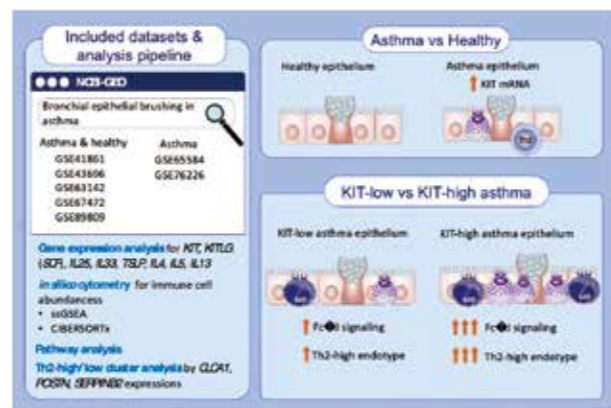 Included datasets &
analysis pipeline
NCBI-GEO
Bronchial epithelial brushing in
asthma
Asthma & healthy
GSE41861
GSE43696
GSE63142
GSE67472
GSE89809
Asthma
GSE65584
GSE76226
Gene expression analysis for KIT, KITLG
(SCF), IL25, IL33, TSLP, IL4, IL5, IL13
in silico cytometry for immune cell
abundancess
• ssGSEA
• CIBERSORTx
Pathway analysis
Th2-high/low cluster analysis by CLCA1,
POSTN, SERPINB2 expressions
Asthma vs Healthy
Healthy epithelium
Asthma epithelium
↑ KIT mRNA
Th2
KIT-low vs KIT-high asthma
KIT-low asthma epithelium
↑ Fc�I signaling
↑ Th2-high endotype
KIT-high asthma epithelium
↑↑↑ Fc�I signaling
↑↑↑ Th2-high endotype